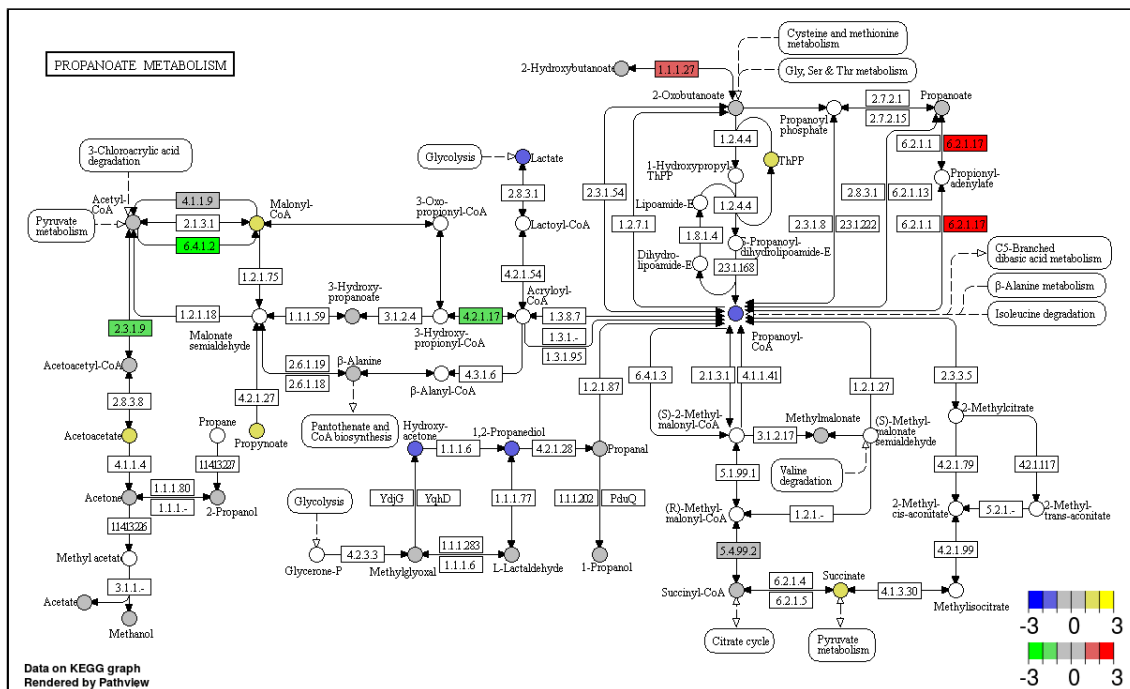 PROPANOATE METABOLISM
Cysteine and methionine
metabolism
2-Hydroxybutanoate
1.1.1.27
Gly, Ser & Thr metabolism
2-Oxobutanoate
Propanoyl
phosphate
2.7.2.1
2.7.2.15
Propanoate
3-Chloroacrylic acid
degradation
Glycolysis
Lactate
1.2.4.4
ThPP
6.2.1.1
6.2.1.17
1-Hydroxypropyl-
ThPP
Propionyl-
adenylate
Acetyl-
CoA
4.1.1.9
Malonyl-
CoA
2.8.3.1
2.3.1.54
Lipoamide-E
1.2.4.4
2.8.3.1
6.2.1.13
Pyruvate
metabolism
2.1.3.1
3-Oxo-
propionyl-CoA
Lactoyl-CoA
1.2.7.1
1.8.1.4
5-Propanoyl-
dihydrolipoamide-E
2.3.1.8
2.3.1.222
6.2.1.1
6.2.1.17
6.4.1.2
Dihydro-
lipoamide-E
2.3.1.168
C5-Branched
dibasic acid metabolism
1.2.1.75
4.2.1.54
β-Alanine metabolism
3-Hydroxy-
propanoate
Acryloyl-
CoA
Isoleucine degradation
2.3.1.9
1.2.1.18
1.1.1.59
3.1.2.4
4.2.1.17
1.3.8.7
Malonate
semialdehyde
3-Hydroxy-
propionyl-CoA
1.3.1.-
1.3.1.95
Propanoyl-
CoA
Acetoacetyl-CoA
2.6.1.19
2.6.1.18
β-Alanine
4.3.1.6
β-Alanyl-CoA
1.2.1.87
6.4.1.3
2.1.3.1
4.1.1.41
1.2.1.27
2.3.3.5
2.8.3.8
4.2.1.27
Propane
Pantothenate and
CoA biosynthesis
(S)-2-Methyl-
malonyl-CoA
Methylmalonate
(S)-Methyl-
malonate
semialdehyde
2-Methylcitrate
Acetoacetate
Propynoate
Hydroxy-
acetone
1,2-Propanediol
1.1.1.6
4.2.1.28
Propanal
3.1.2.17
4.1.1.4
1.14.13.227
5.1.99.1
Valine
degradation
4.2.1.79
4.2.1.117
Acetone
1.1.1.80
1.1.1.-
2-Propanol
Glycolysis
YdjG
YqhD
1.1.1.77
1.1.1.202
PduQ
(R)-Methyl-
malonyl-CoA
1.2.1.-
2-Methyl-
cis-aconitate
5.2.1.-
2-Methyl-
trans-aconitate
1.14.13.226
Methyl acetate
Glycerone-P
4.2.3.3
Methylglyoxal
1.1.1.283
1.1.1.6
L-Lactaldehyde
1-Propanol
5.4.99.2
4.2.1.99
3.1.1.-
Acetate
Methanol
Succinyl-CoA
6.2.1.4
6.2.1.5
Succinate
4.1.3.30
Methylisocitrate
Citrate cycle
Pyruvate
metabolism
-3 0 3
-3 0 3
Data on KEGG graph
Rendered by Pathview